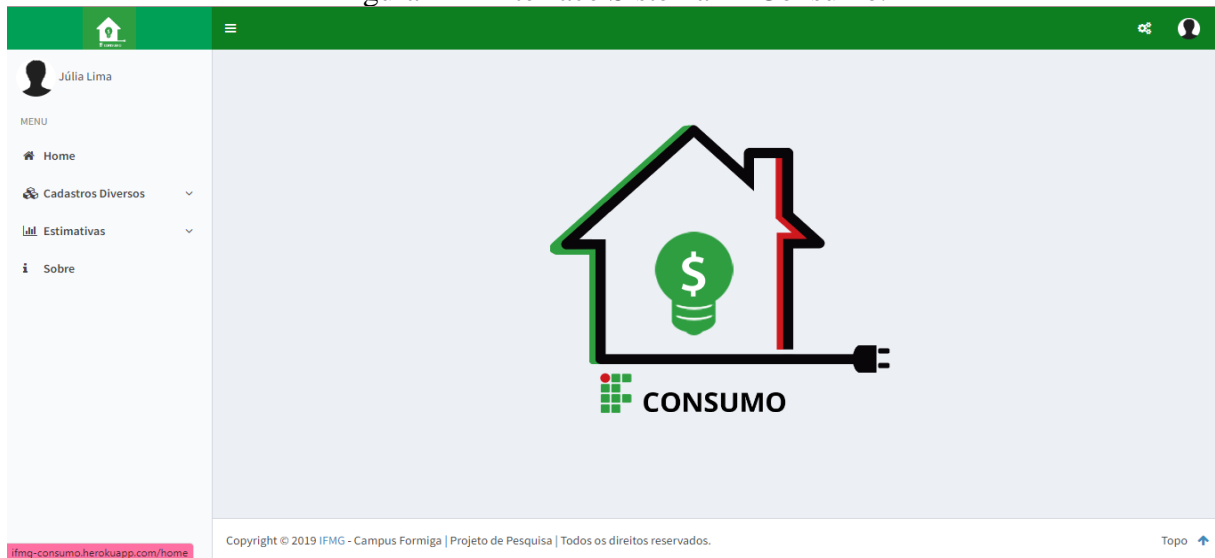 Júlia Lima
MENU
Home
Cadastros Diversos
Estimativas
i Sobre
$
IF CONSUMO
Copyright © 2019 IFMG - Campus Formiga | Projeto de Pesquisa | Todos os direitos reservados.
Topo
ifmg-consumo.herokuapp.com/home